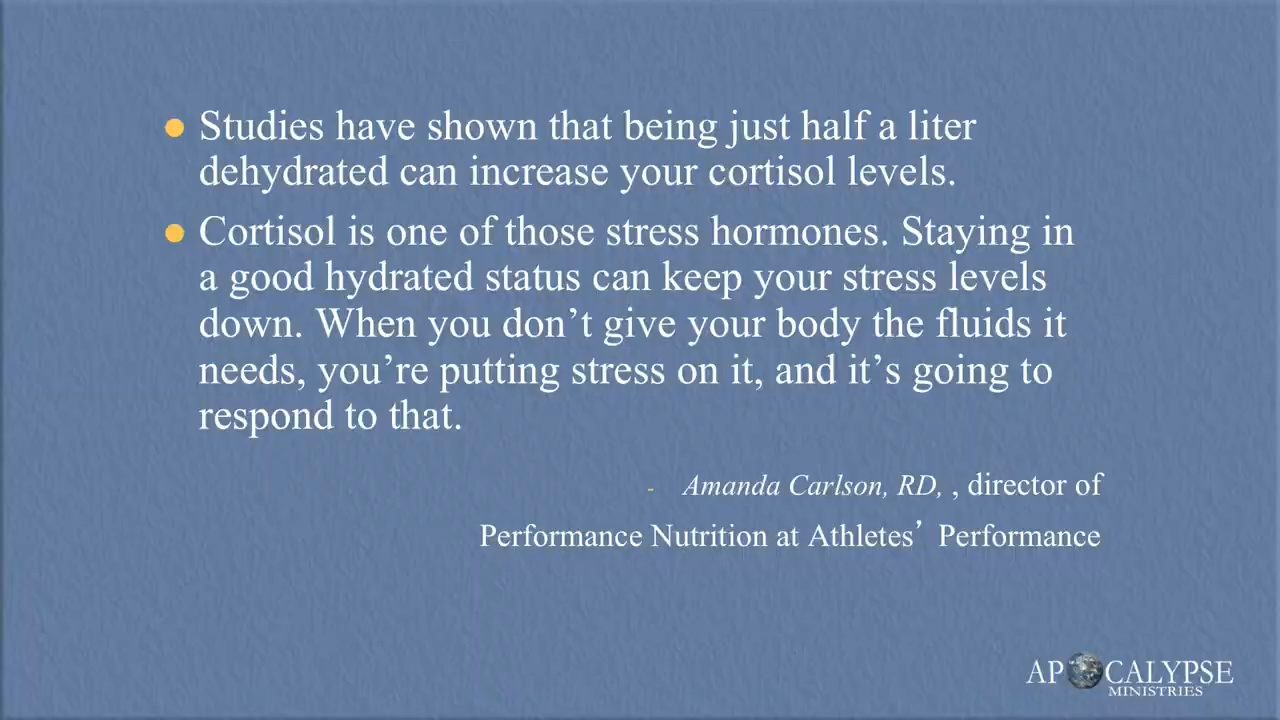 Studies have shown that being just half a liter
dehydrated can increase your cortisol levels.
Cortisol is one of those stress hormones. Staying in
a good hydrated status can keep your stress levels
down. When you don’t give your body the fluids it
needs, you’re putting stress on it, and it’s going to
respond to that.
- Amanda Carlson, RD, , director of
Performance Nutrition at Athletes’ Performance
APOCALYPSE
MINISTRIES